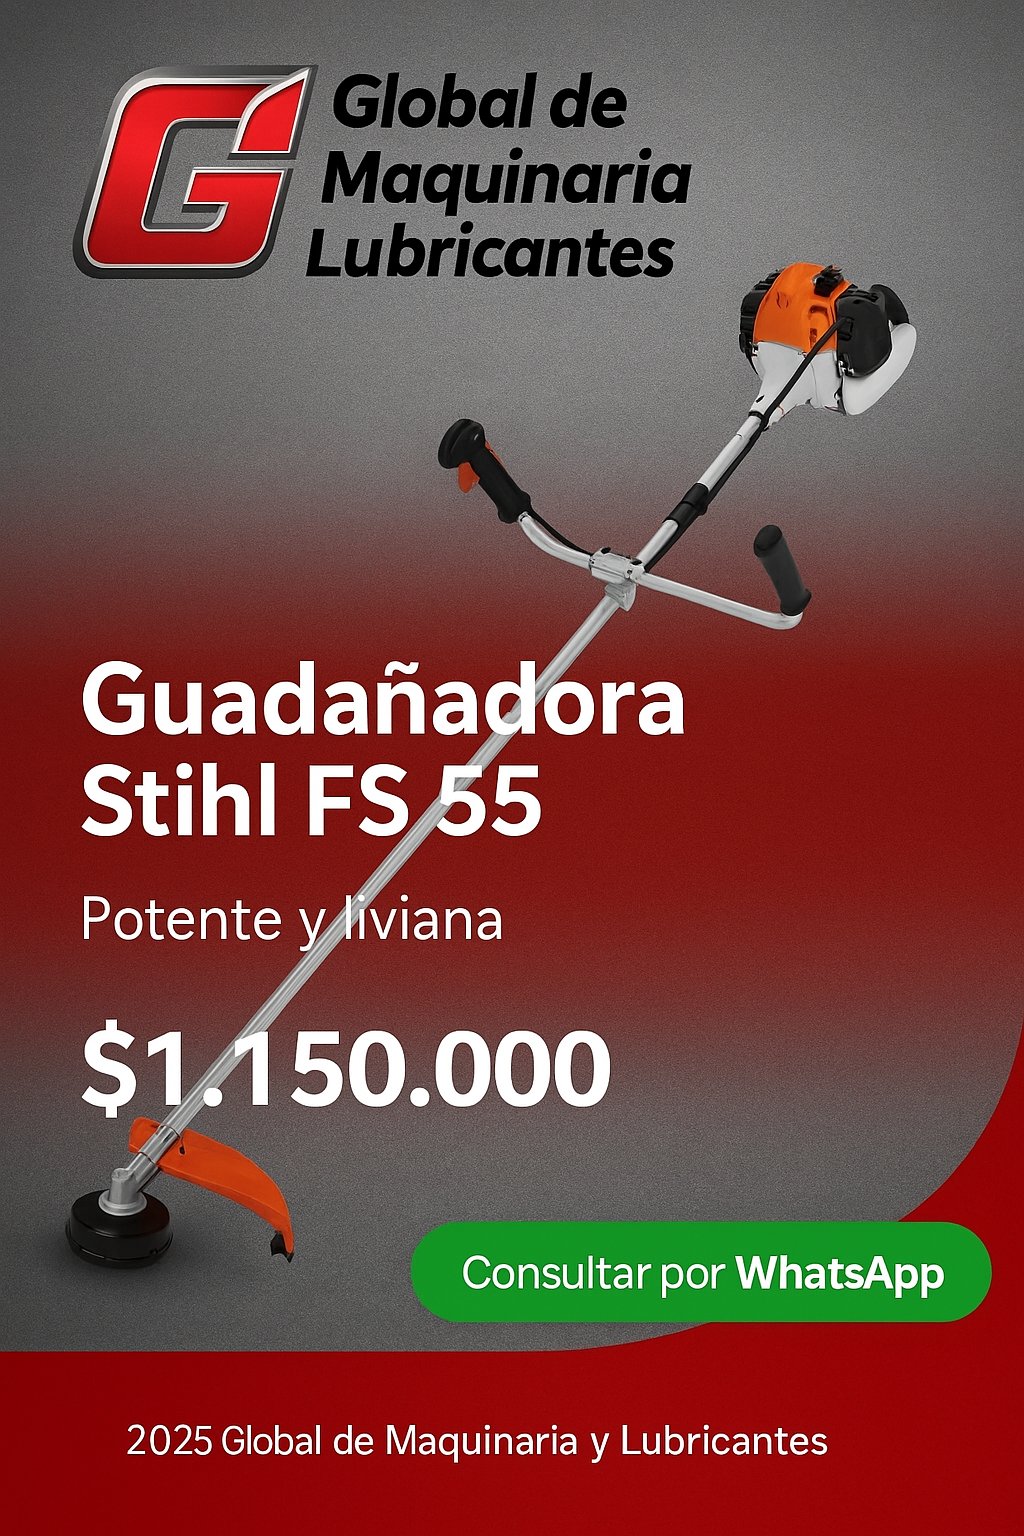 G
Global de
Maquinaria
Lubricantes
Guadañadora
Stihl FS 55
Potente y liviana
$1.150.000
Consultar por WhatsApp
2025 Global de Maquinaria y Lubricantes